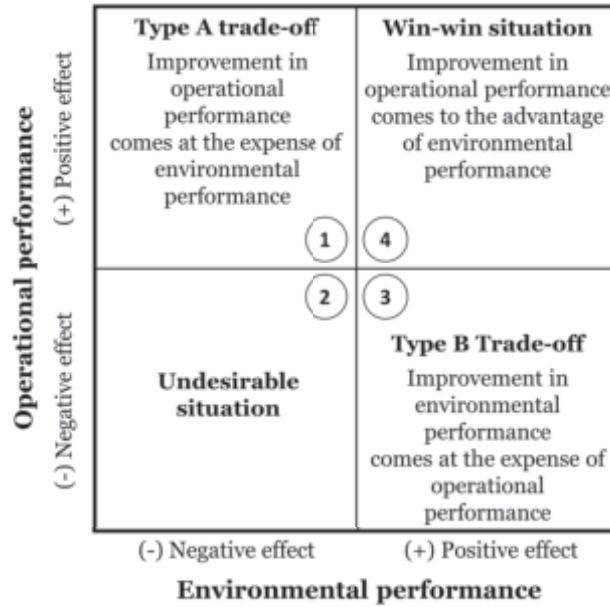 Type A trade-off
Improvement in
operational
performance
comes at the expense of
environmental
performance
1
Win-win situation
Improvement in
operational performance
comes to the advantage
of environmental
performance
4
2
Undesirable
situation
3
Type B Trade-off
Improvement in
environmental
performance
comes at the expense of
operational
performance
Operational performance
(+) Positive effect
(-) Negative effect
(-) Negative effect
(+) Positive effect
Environmental performance